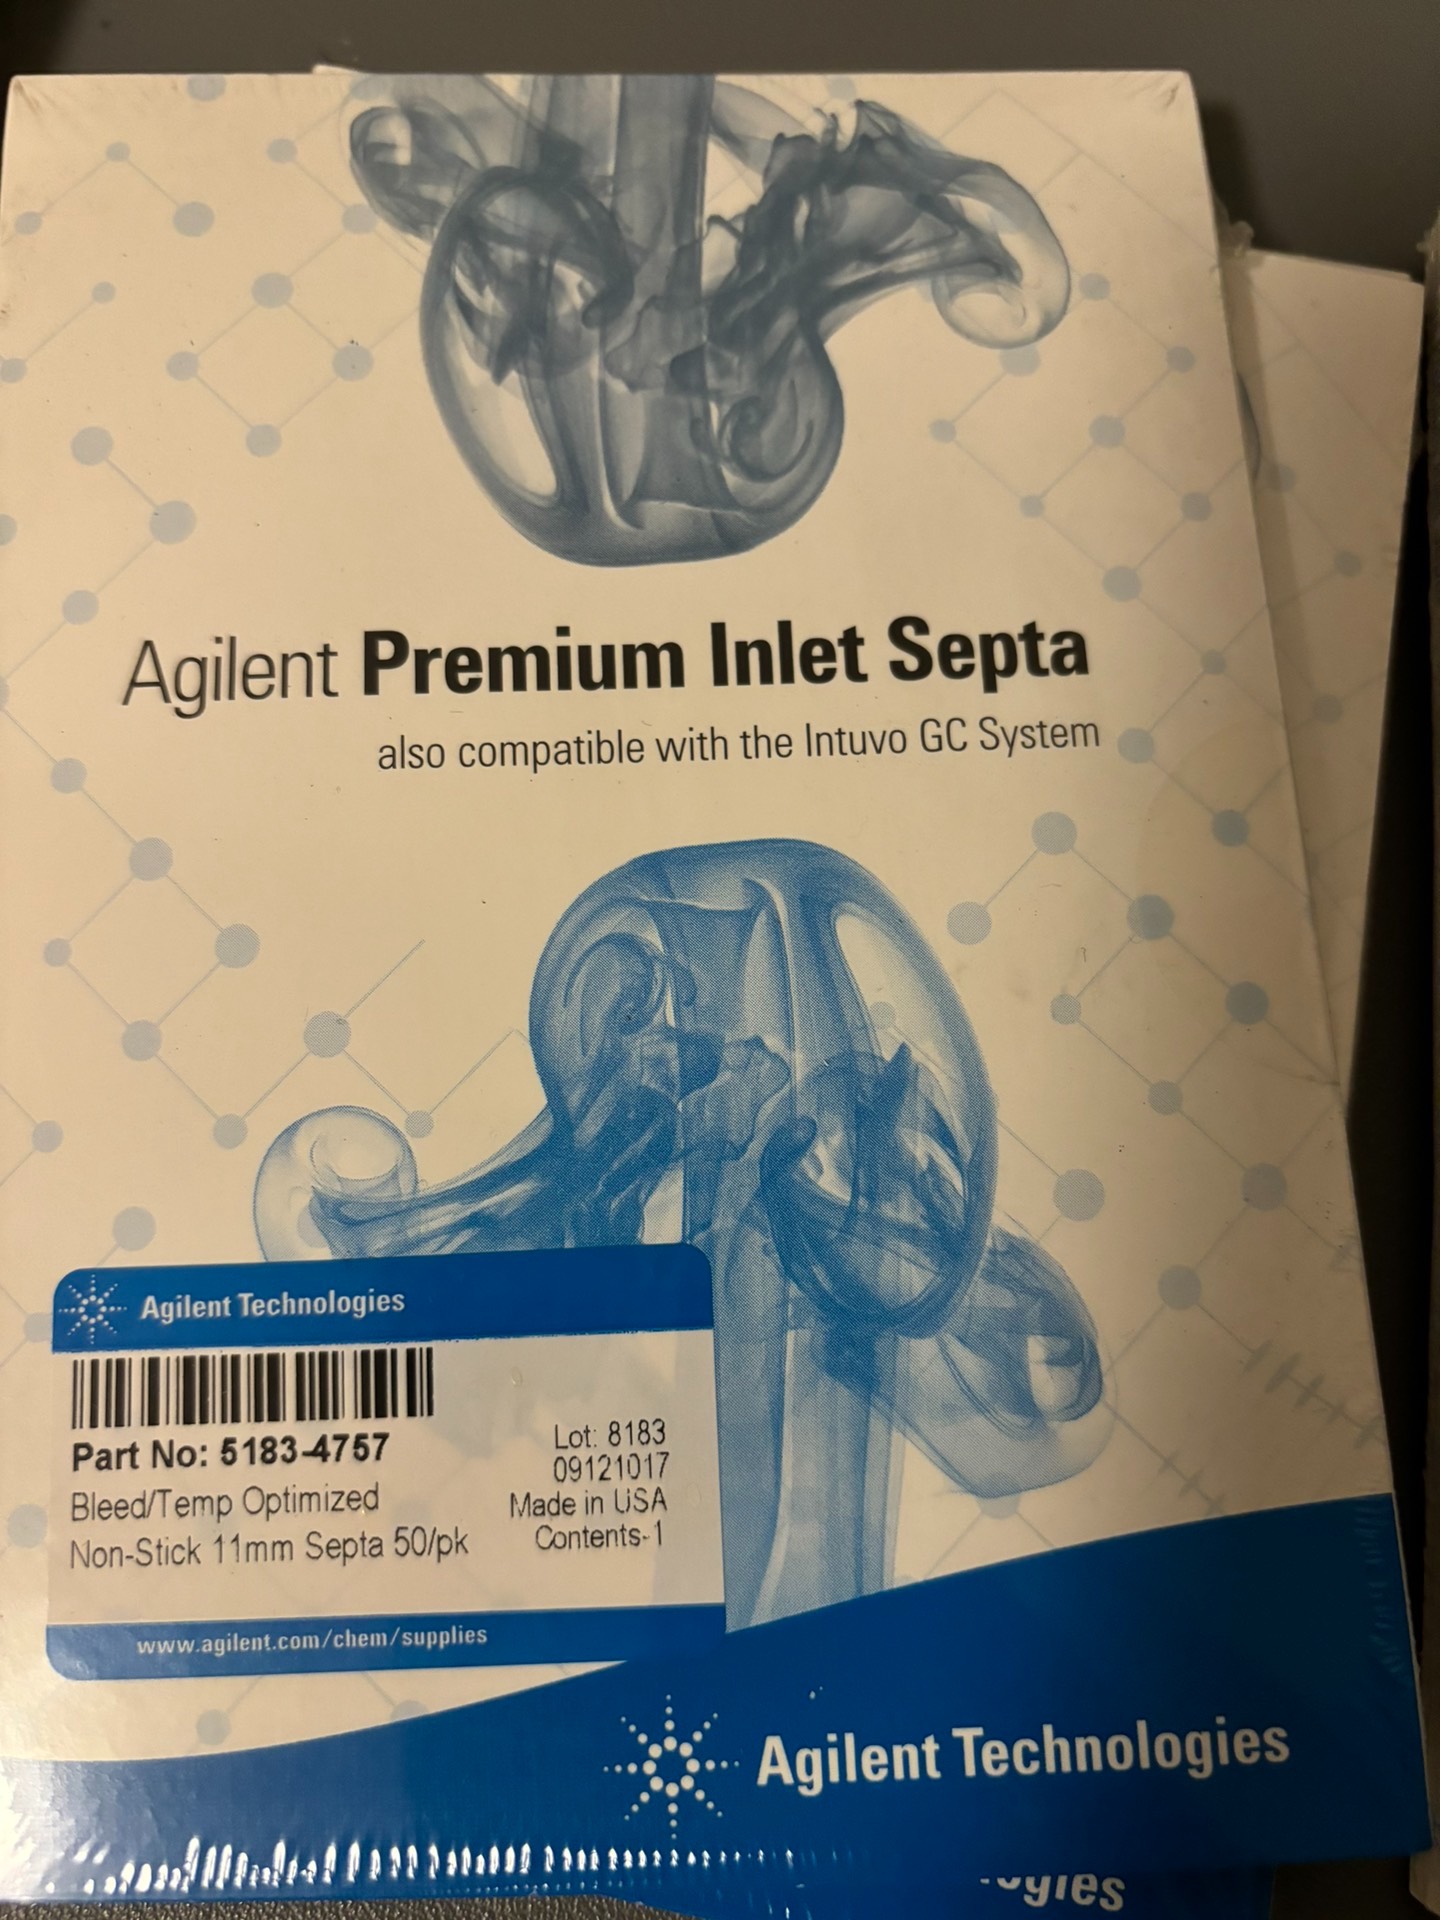 Agilent Premium Inlet Septa
also compatible with the Intuvo GC System
Agilent Technologies
Part No: 5183-4757
Bleed/Temp Optimized
Non-Stick 11mm Septa 50/pk
Lot: 8183
09121017
Made in USA
Contents-1
www.agilent.com/chem/supplies
Agilent Technologies